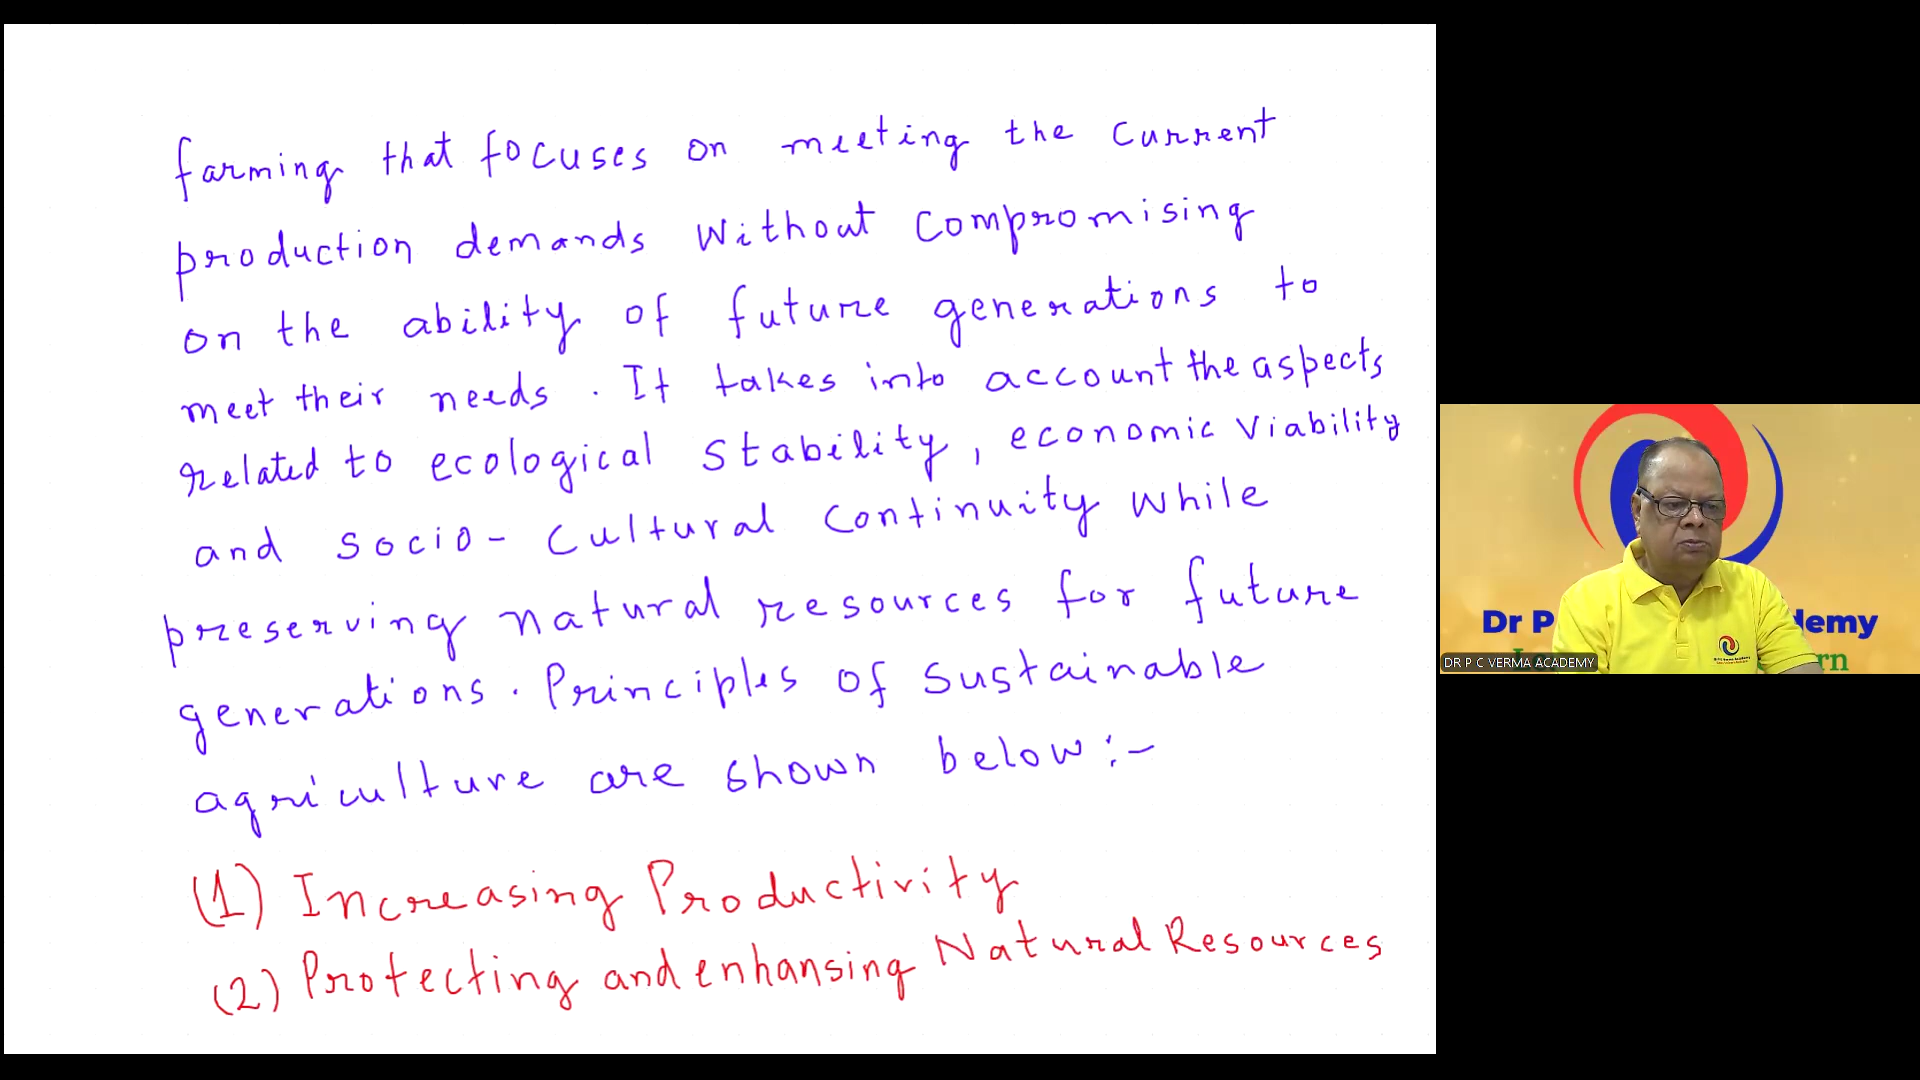 farming that focuses on meeting the current
production demands without compromising
on the ability of future generations to
meet their needs. It takes into account the aspects
related to ecological stability, economic viability
and socio-cultural continuity while
preserving natural resources for future
generations. Principles of sustainable
agriculture are shown below:-
(1) Increasing Productivity
(2) Protecting and enhansing Natural Resources
Dr P
demy
rn
DR P C VERMA ACADEMY